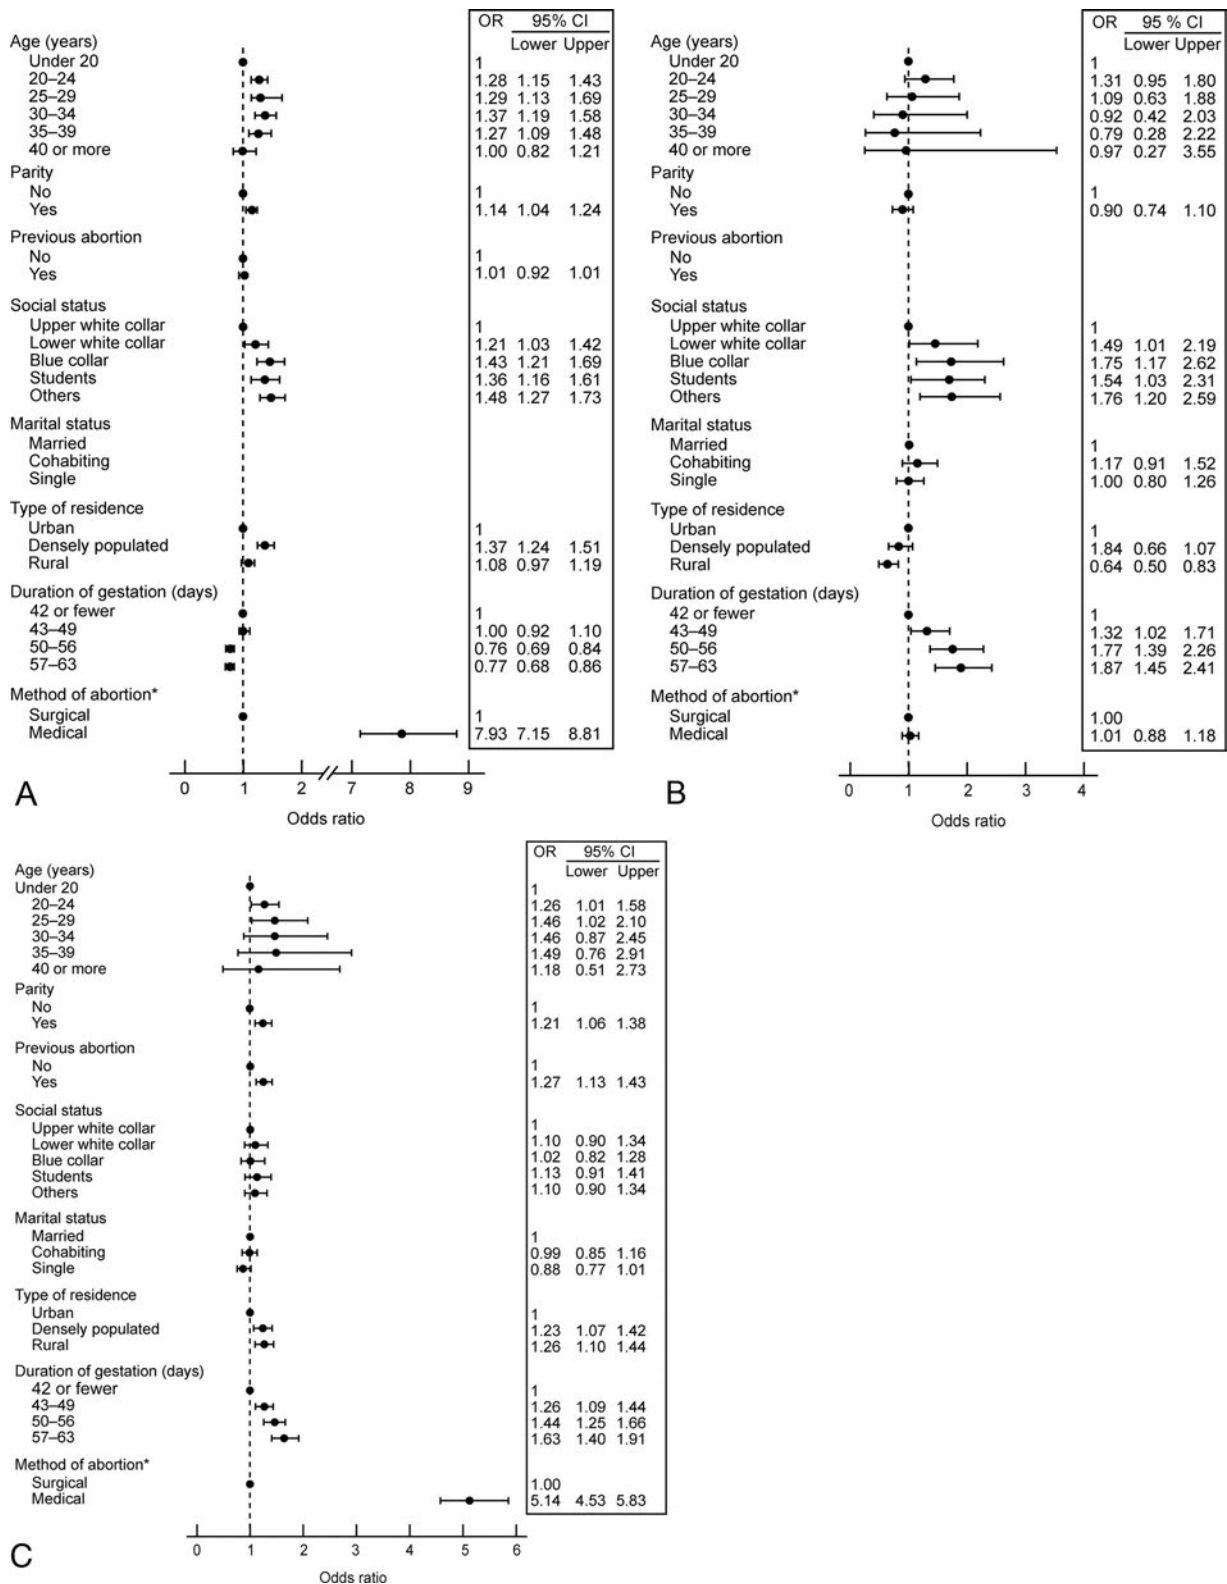 OR 95% CI
Lower Upper
Age (years)
Under 20 1
20–24 1.28 1.15 1.43
25–29 1.29 1.13 1.69
30–34 1.37 1.19 1.58
35–39 1.27 1.09 1.48
40 or more 1.00 0.82 1.21
Parity
No 1
Yes 1.14 1.04 1.24
Previous abortion
No 1
Yes 1.01 0.92 1.01
Social status
Upper white collar 1
Lower white collar 1.21 1.03 1.42
Blue collar 1.43 1.21 1.69
Students 1.36 1.16 1.61
Others 1.48 1.27 1.73
Marital status
Married
Cohabiting
Single
Type of residence
Urban 1
Densely populated 1.37 1.24 1.51
Rural 1.08 0.97 1.19
Duration of gestation (days)
42 or fewer 1
43–49 1.00 0.92 1.10
50–56 0.76 0.69 0.84
57–63 0.77 0.68 0.86
Method of abortion*
Surgical 1
Medical 7.93 7.15 8.81
0 1 2 7 8 9
A
Odds ratio
OR 95 % CI
Lower Upper
Age (years)
Under 20 1
20–24 1.31 0.95 1.80
25–29 1.09 0.63 1.88
30–34 0.92 0.42 2.03
35–39 0.79 0.28 2.22
40 or more 0.97 0.27 3.55
Parity
No 1
Yes 0.90 0.74 1.10
Previous abortion
No
Yes
Social status
Upper white collar 1
Lower white collar 1.49 1.01 2.19
Blue collar 1.75 1.17 2.62
Students 1.54 1.03 2.31
Others 1.76 1.20 2.59
Marital status
Married 1
Cohabiting 1.17 0.91 1.52
Single 1.00 0.80 1.26
Type of residence
Urban 1
Densely populated 1.84 0.66 1.07
Rural 0.64 0.50 0.83
Duration of gestation (days)
42 or fewer 1
43–49 1.32 1.02 1.71
50–56 1.77 1.39 2.26
57–63 1.87 1.45 2.41
Method of abortion*
Surgical 1.00
Medical 1.01 0.88 1.18
0 1 2 3 4
B
Odds ratio
OR 95% CI
Lower Upper
Age (years)
Under 20 1
20–24 1.26 1.01 1.58
25–29 1.46 1.02 2.10
30–34 1.46 0.87 2.45
35–39 1.49 0.76 2.91
40 or more 1.18 0.51 2.73
Parity
No 1
Yes 1.21 1.06 1.38
Previous abortion
No 1
Yes 1.27 1.13 1.43
Social status
Upper white collar 1
Lower white collar 1.10 0.90 1.34
Blue collar 1.02 0.82 1.28
Students 1.13 0.91 1.41
Others 1.10 0.90 1.34
Marital status
Married 1
Cohabiting 0.99 0.85 1.16
Single 0.88 0.77 1.01
Type of residence
Urban 1
Densely populated 1.23 1.07 1.42
Rural 1.26 1.10 1.44
Duration of gestation (days)
42 or fewer 1
43–49 1.26 1.09 1.44
50–56 1.44 1.25 1.66
57–63 1.63 1.40 1.91
Method of abortion*
Surgical 1.00
Medical 5.14 4.53 5.83
0 1 2 3 4 5 6
C
Odds ratio